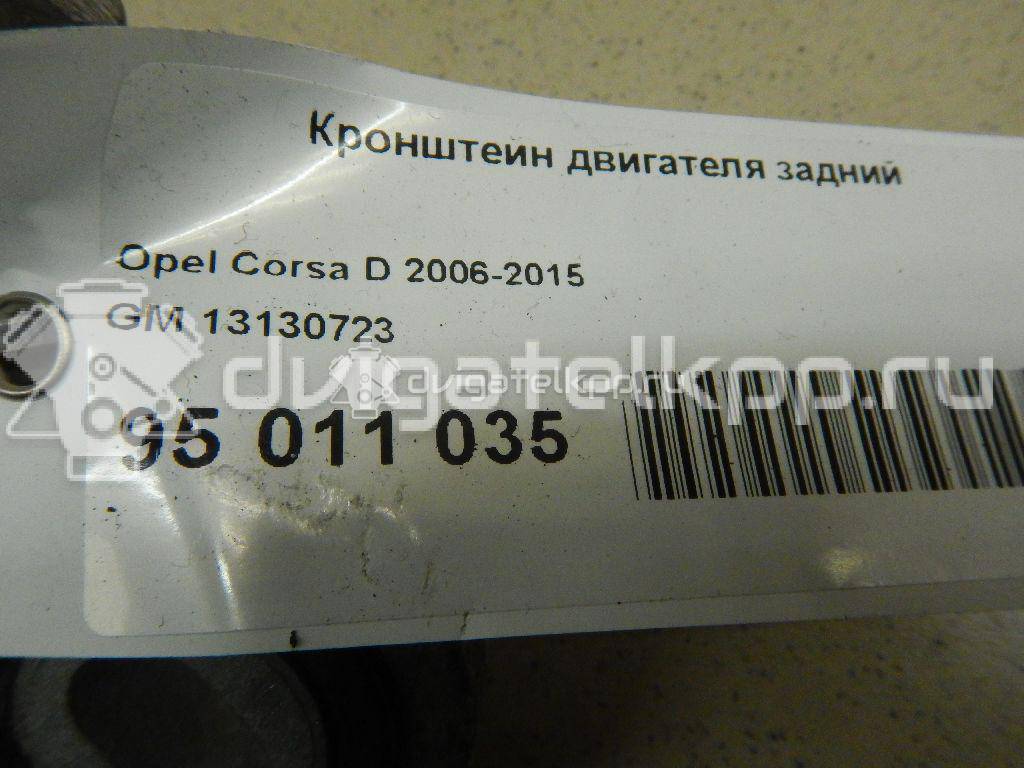 Кронштеин двигателя задний
Opel Corsa D 2006-2015
GM 13130723
dvigatelkpp.ru
dvigatelkpp.ru
95 011 035